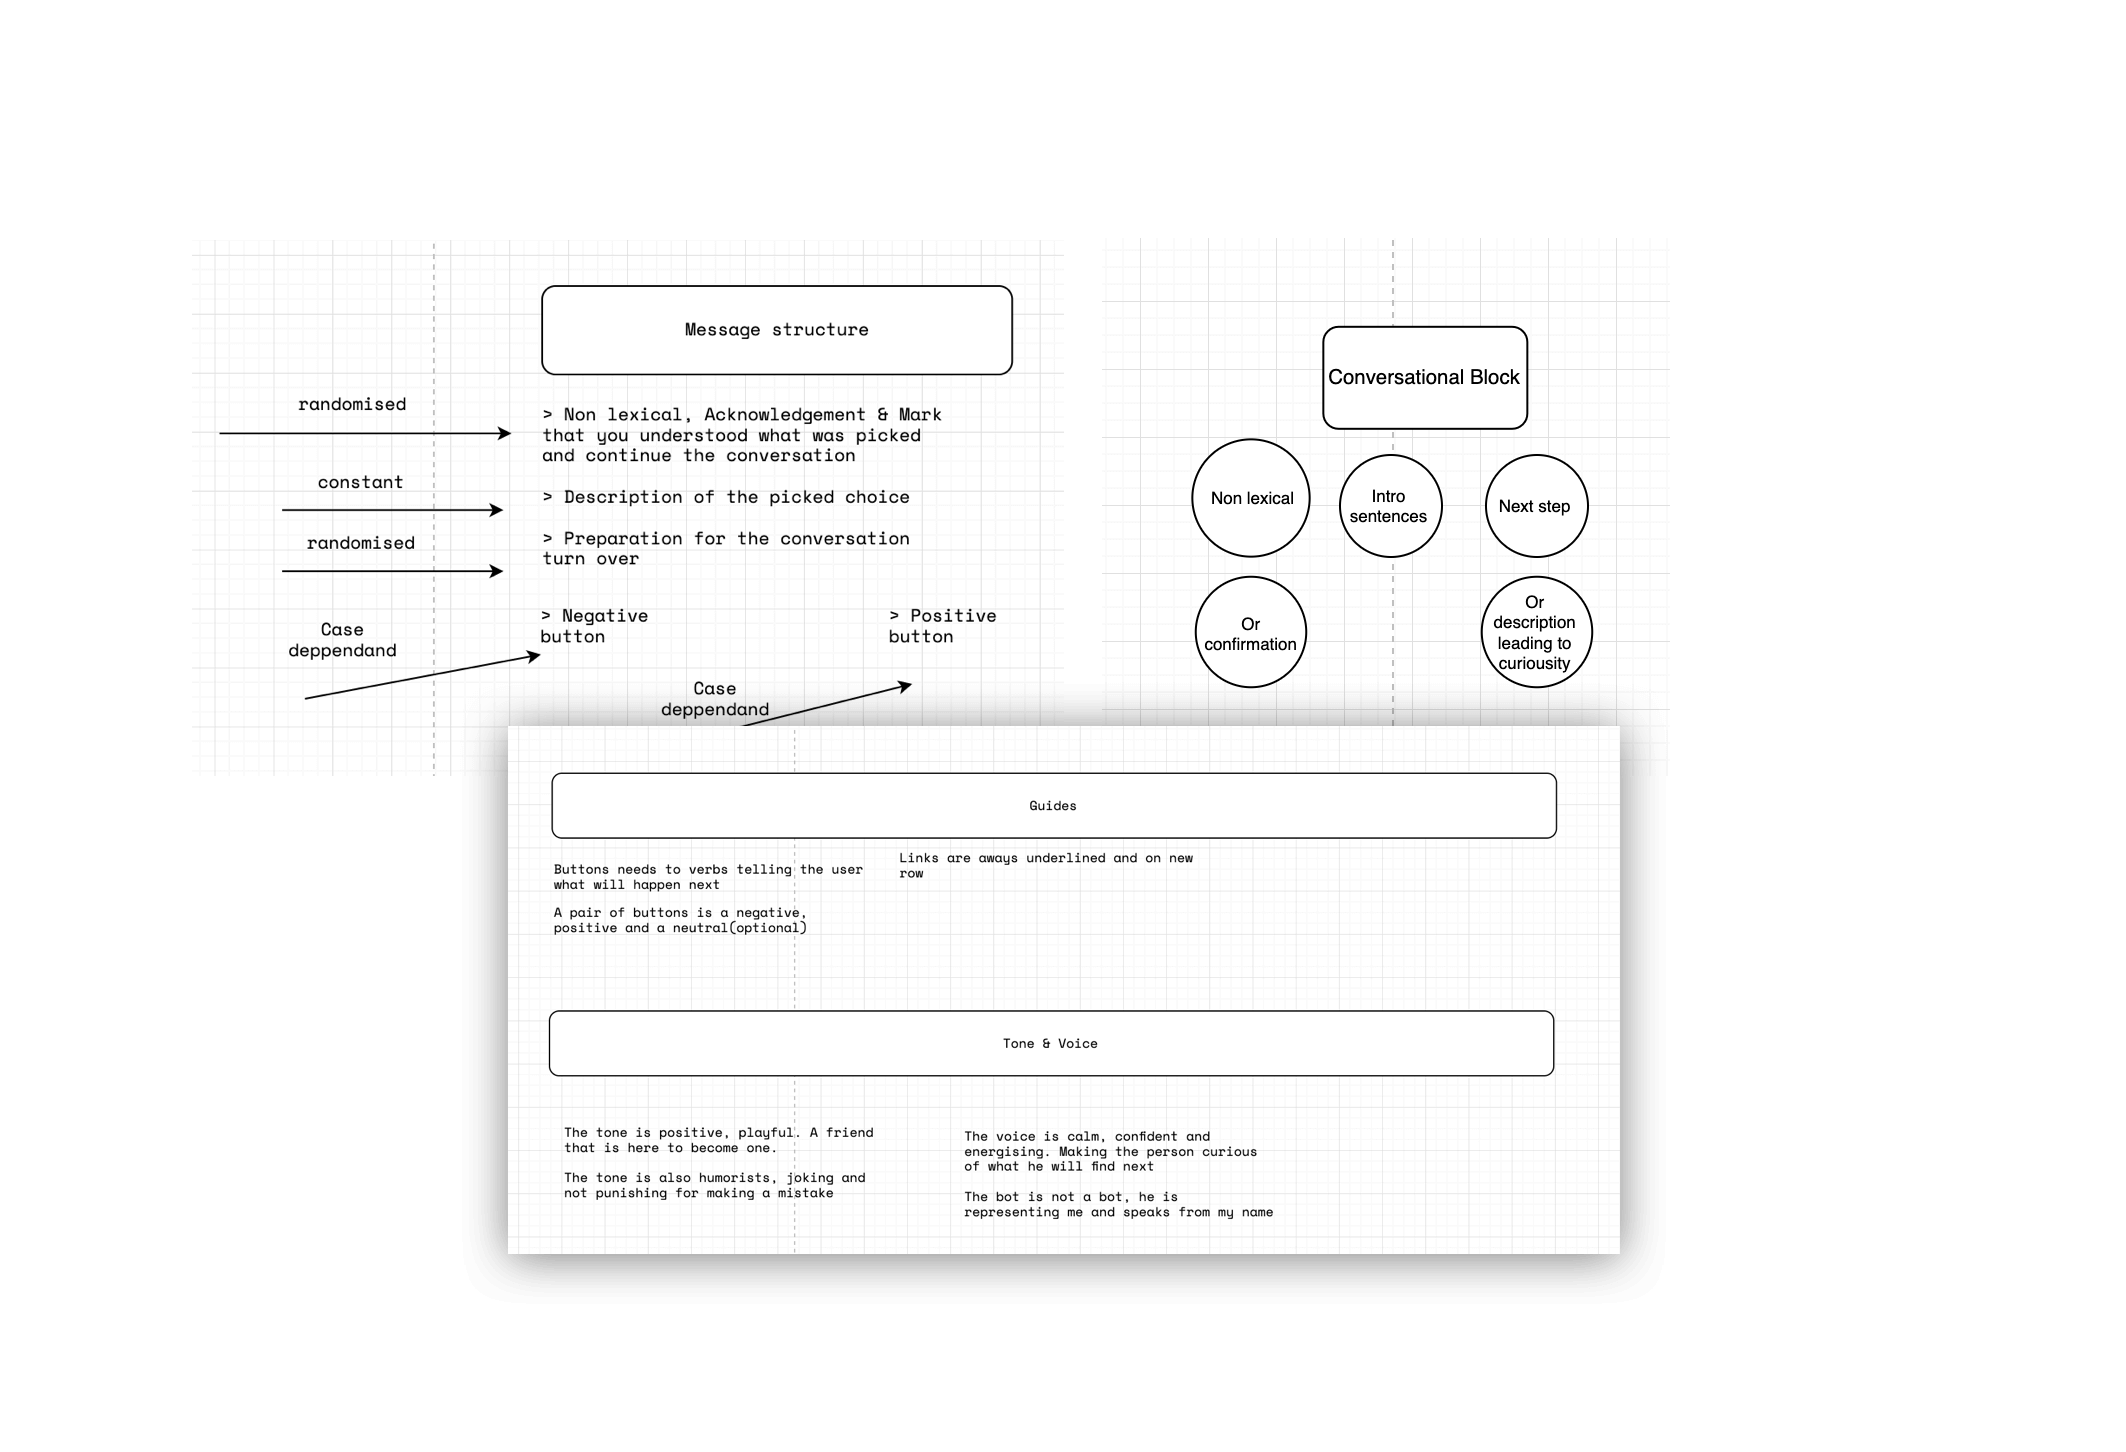 Message structure
randomised
> Non lexical, Acknowledgement & Mark
that you understood what was picked
and continue the conversation
constant
> Description of the picked choice
randomised
> Preparation for the conversation
turn over
Case
deppendand
> Negative
button
> Positive
button
Case
deppendand
Conversational Block
Non lexical
Intro
sentences
Next step
Or
confirmation
Or
description
leading to
curiousity
Guides
Buttons needs to verbs telling the user
what will happen next
A pair of buttons is a negative,
positive and a neutral(optional)
Links are aways underlined and on new
row
Tone & Voice
The tone is positive, playful. A friend
that is here to become one.
The tone is also humorists, joking and
not punishing for making a mistake
The voice is calm, confident and
energising. Making the person curious
of what he will find next
The bot is not a bot, he is
representing me and speaks from my name